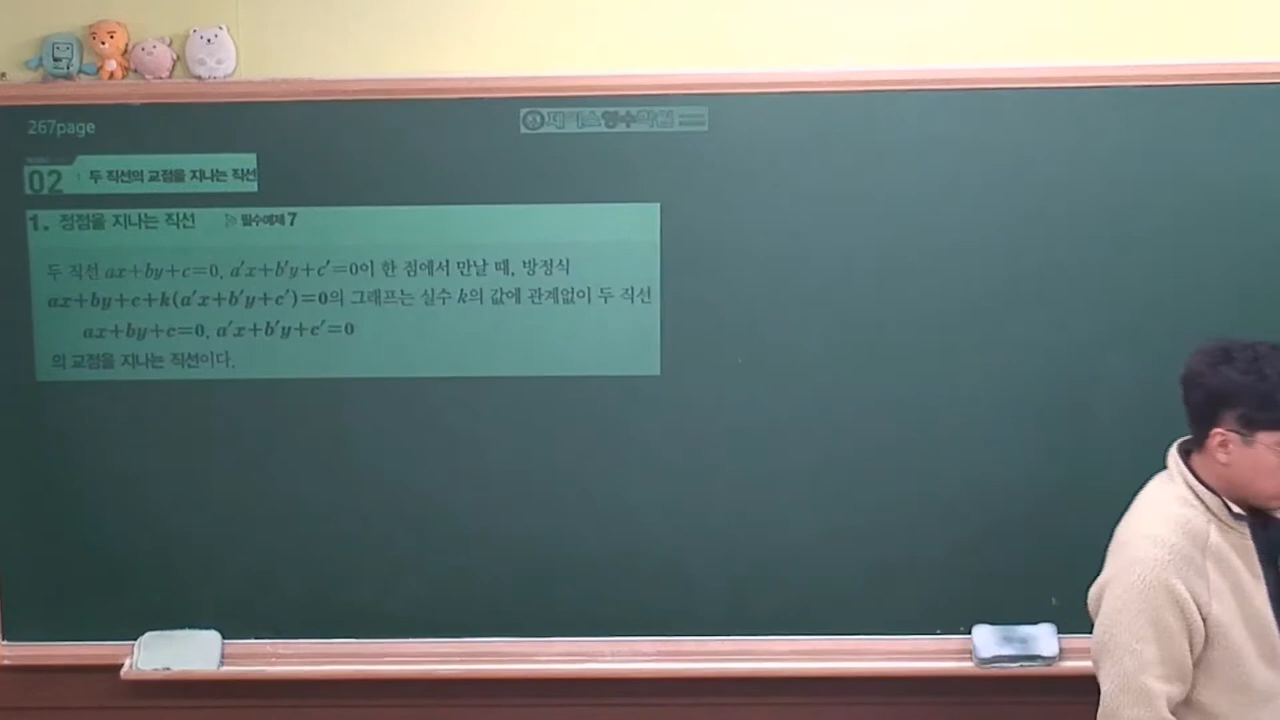 267page
02 두 직선의 교점을 지나는 직선
1. 정점을 지나는 직선 필수예제 7
두 직선 ax+by+c=0, a′x+b′y+c′=0이 한 점에서 만날 때, 방정식
ax+by+c+k(a′x+b′y+c′)=0의 그래프는 실수 k의 값에 관계없이 두 직선
ax+by+c=0, a′x+b′y+c′=0
의 교점을 지나는 직선이다.